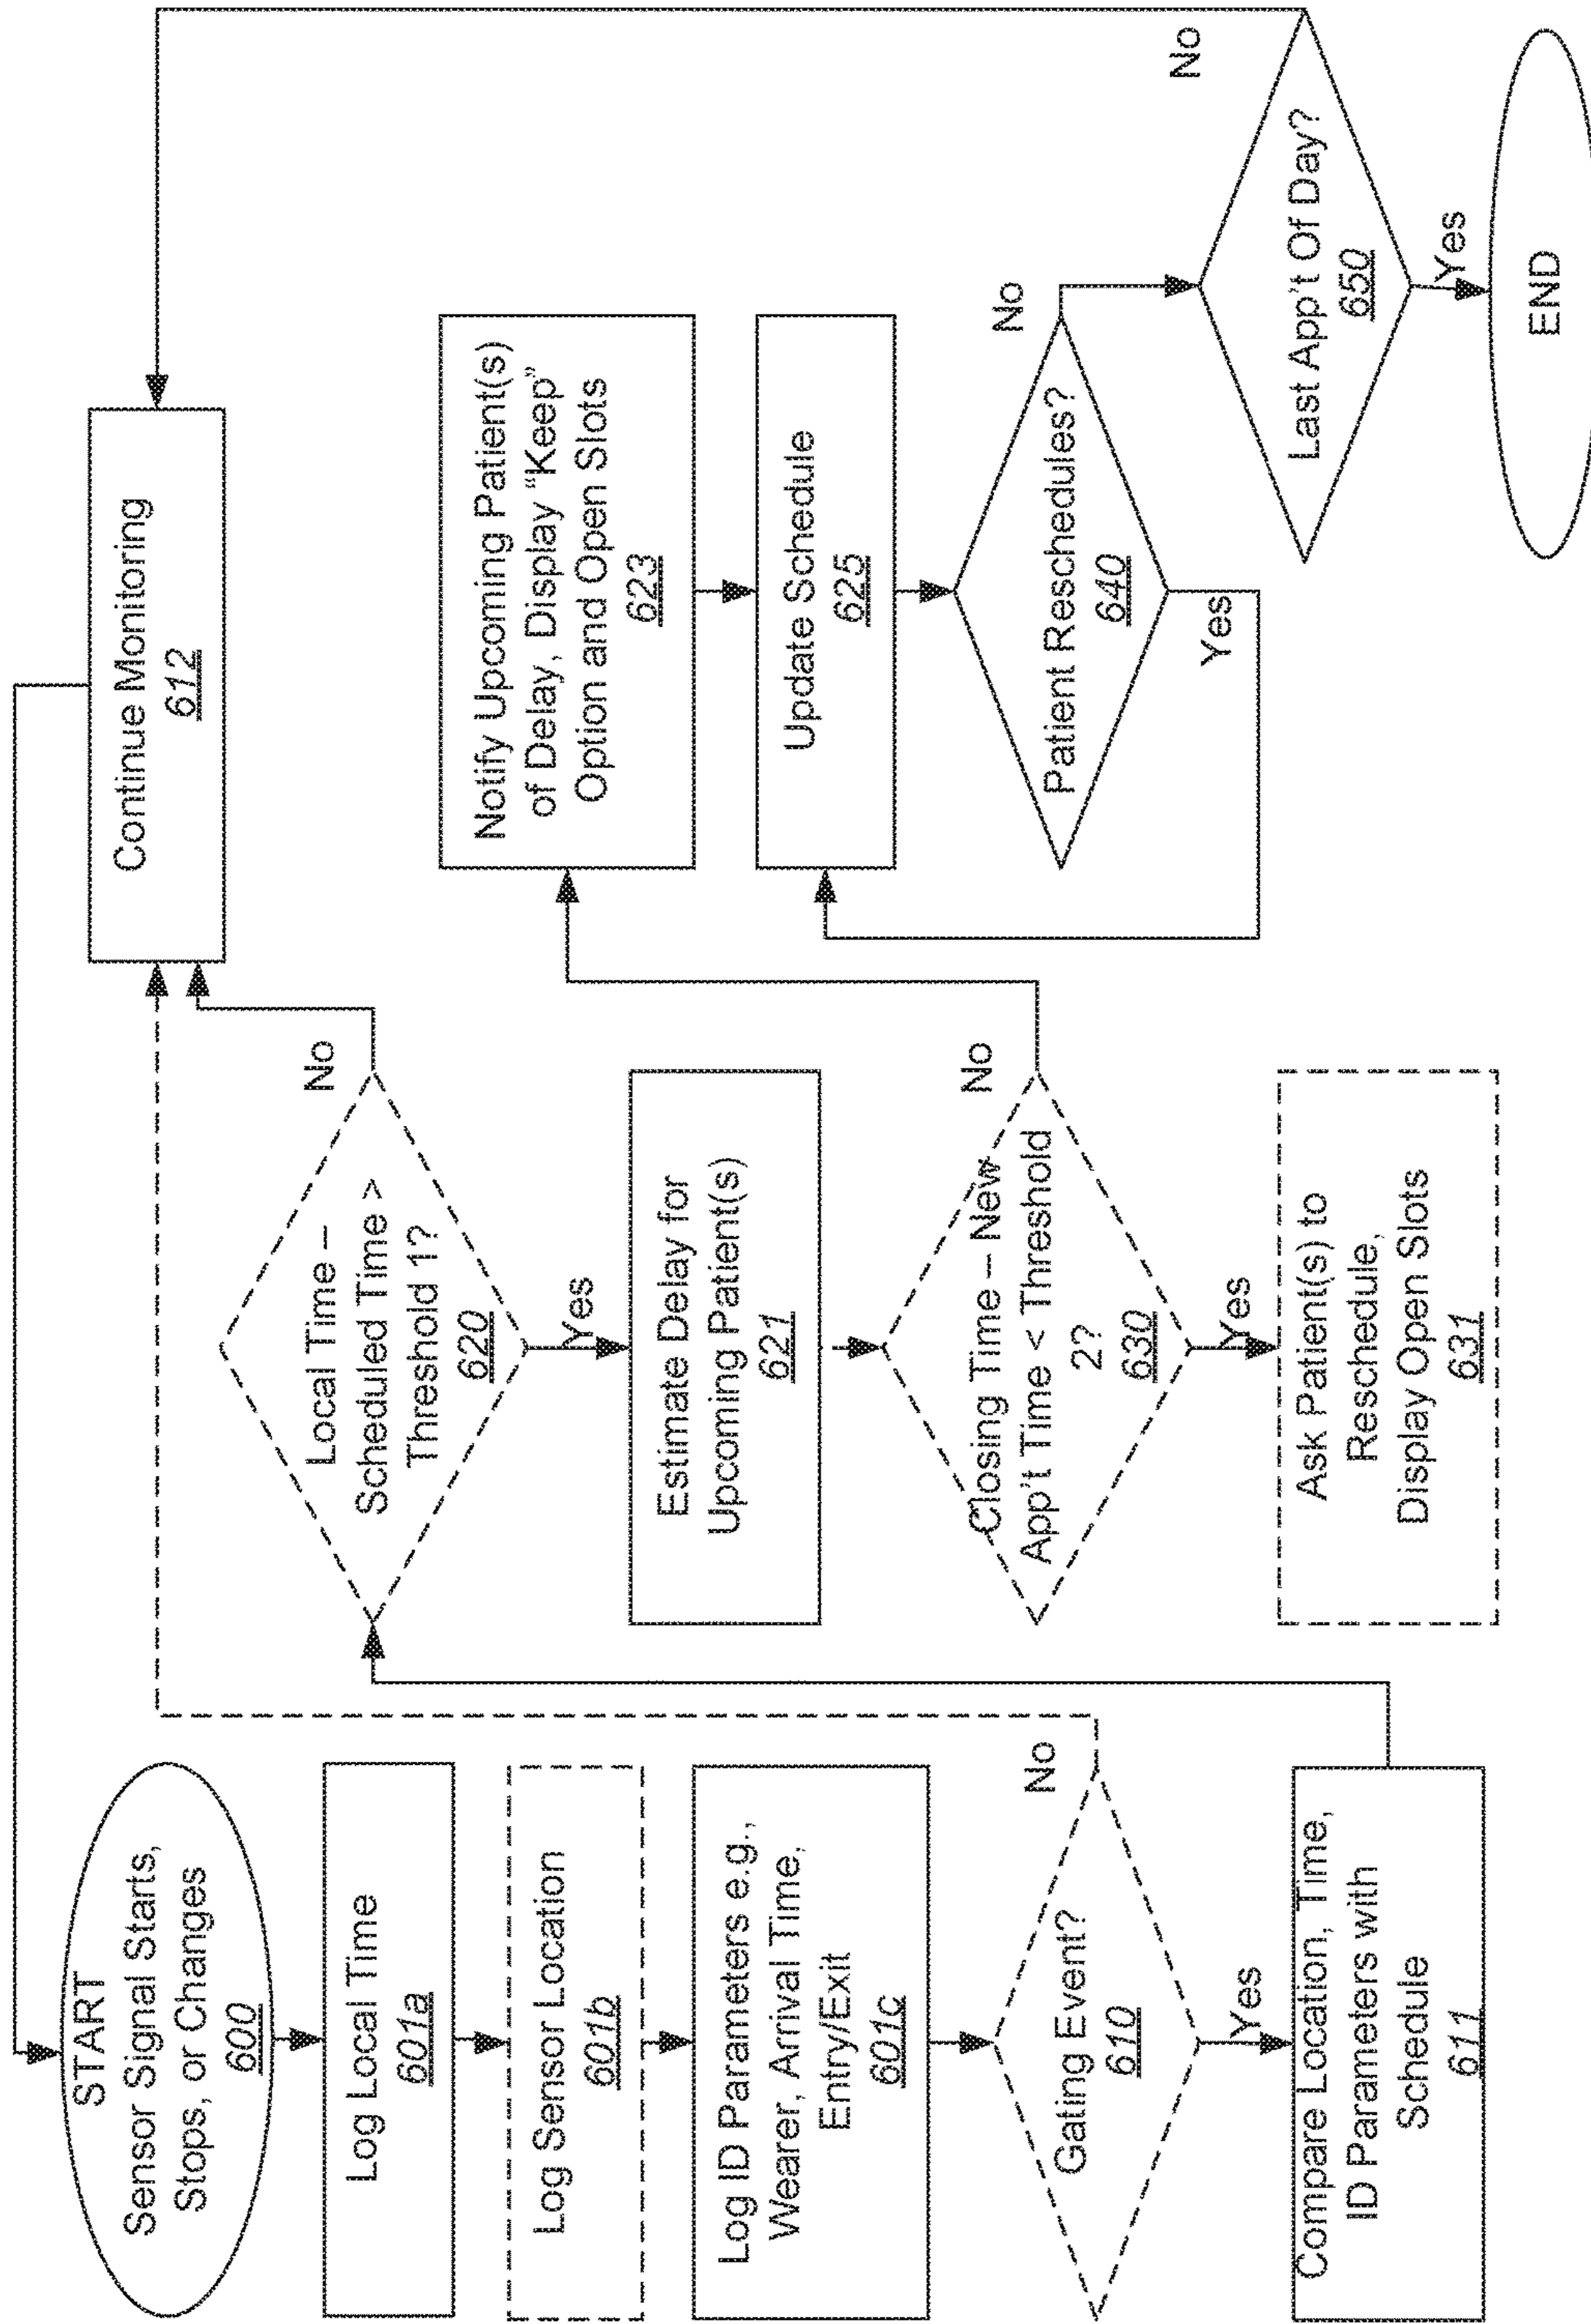 START
Sensor Signal Starts,
Stops, or Changes
600
Log Local Time
601a
Log Sensor Location
601b
Log ID Parameters e.g.,
Wearer, Arrival Time,
Entry/Exit
601c
Gating Event?
610
No
Yes
Compare Location, Time,
ID Parameters with
Schedule
611
Local Time –
Scheduled Time >
Threshold 1?
620
No
Yes
Estimate Delay for
Upcoming Patient(s)
621
Closing Time – New
App't Time < Threshold
2?
630
No
Yes
Ask Patient(s) to
Reschedule,
Display Open Slots
631
Continue Monitoring
612
Notify Upcoming Patient(s)
of Delay, Display “Keep”
Option and Open Slots
623
Update Schedule
625
Patient Reschedules?
640
No
Yes
Last App't Of Day?
650
No
Yes
END